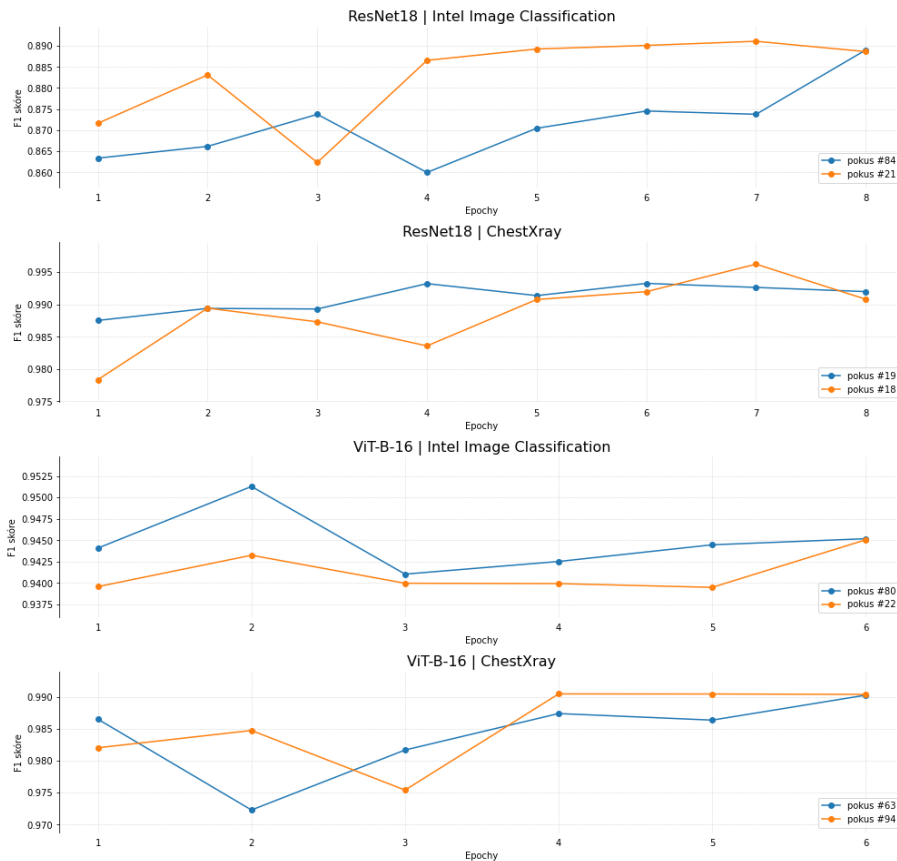 ResNet18 | Intel Image Classification
0.890
0.885
0.880
0.875
0.870
0.865
0.860
F1 skóre
1 2 3 4 5 6 7 8
Epochy
pokus #84
pokus #21
ResNet18 | ChestXray
0.995
0.990
0.985
0.980
0.975
F1 skóre
1 2 3 4 5 6 7 8
Epochy
pokus #19
pokus #18
ViT-B-16 | Intel Image Classification
0.9525
0.9500
0.9475
0.9450
0.9425
0.9400
0.9375
F1 skóre
1 2 3 4 5 6
Epochy
pokus #80
pokus #22
ViT-B-16 | ChestXray
0.990
0.985
0.980
0.975
0.970
F1 skóre
1 2 3 4 5 6
Epochy
pokus #63
pokus #94